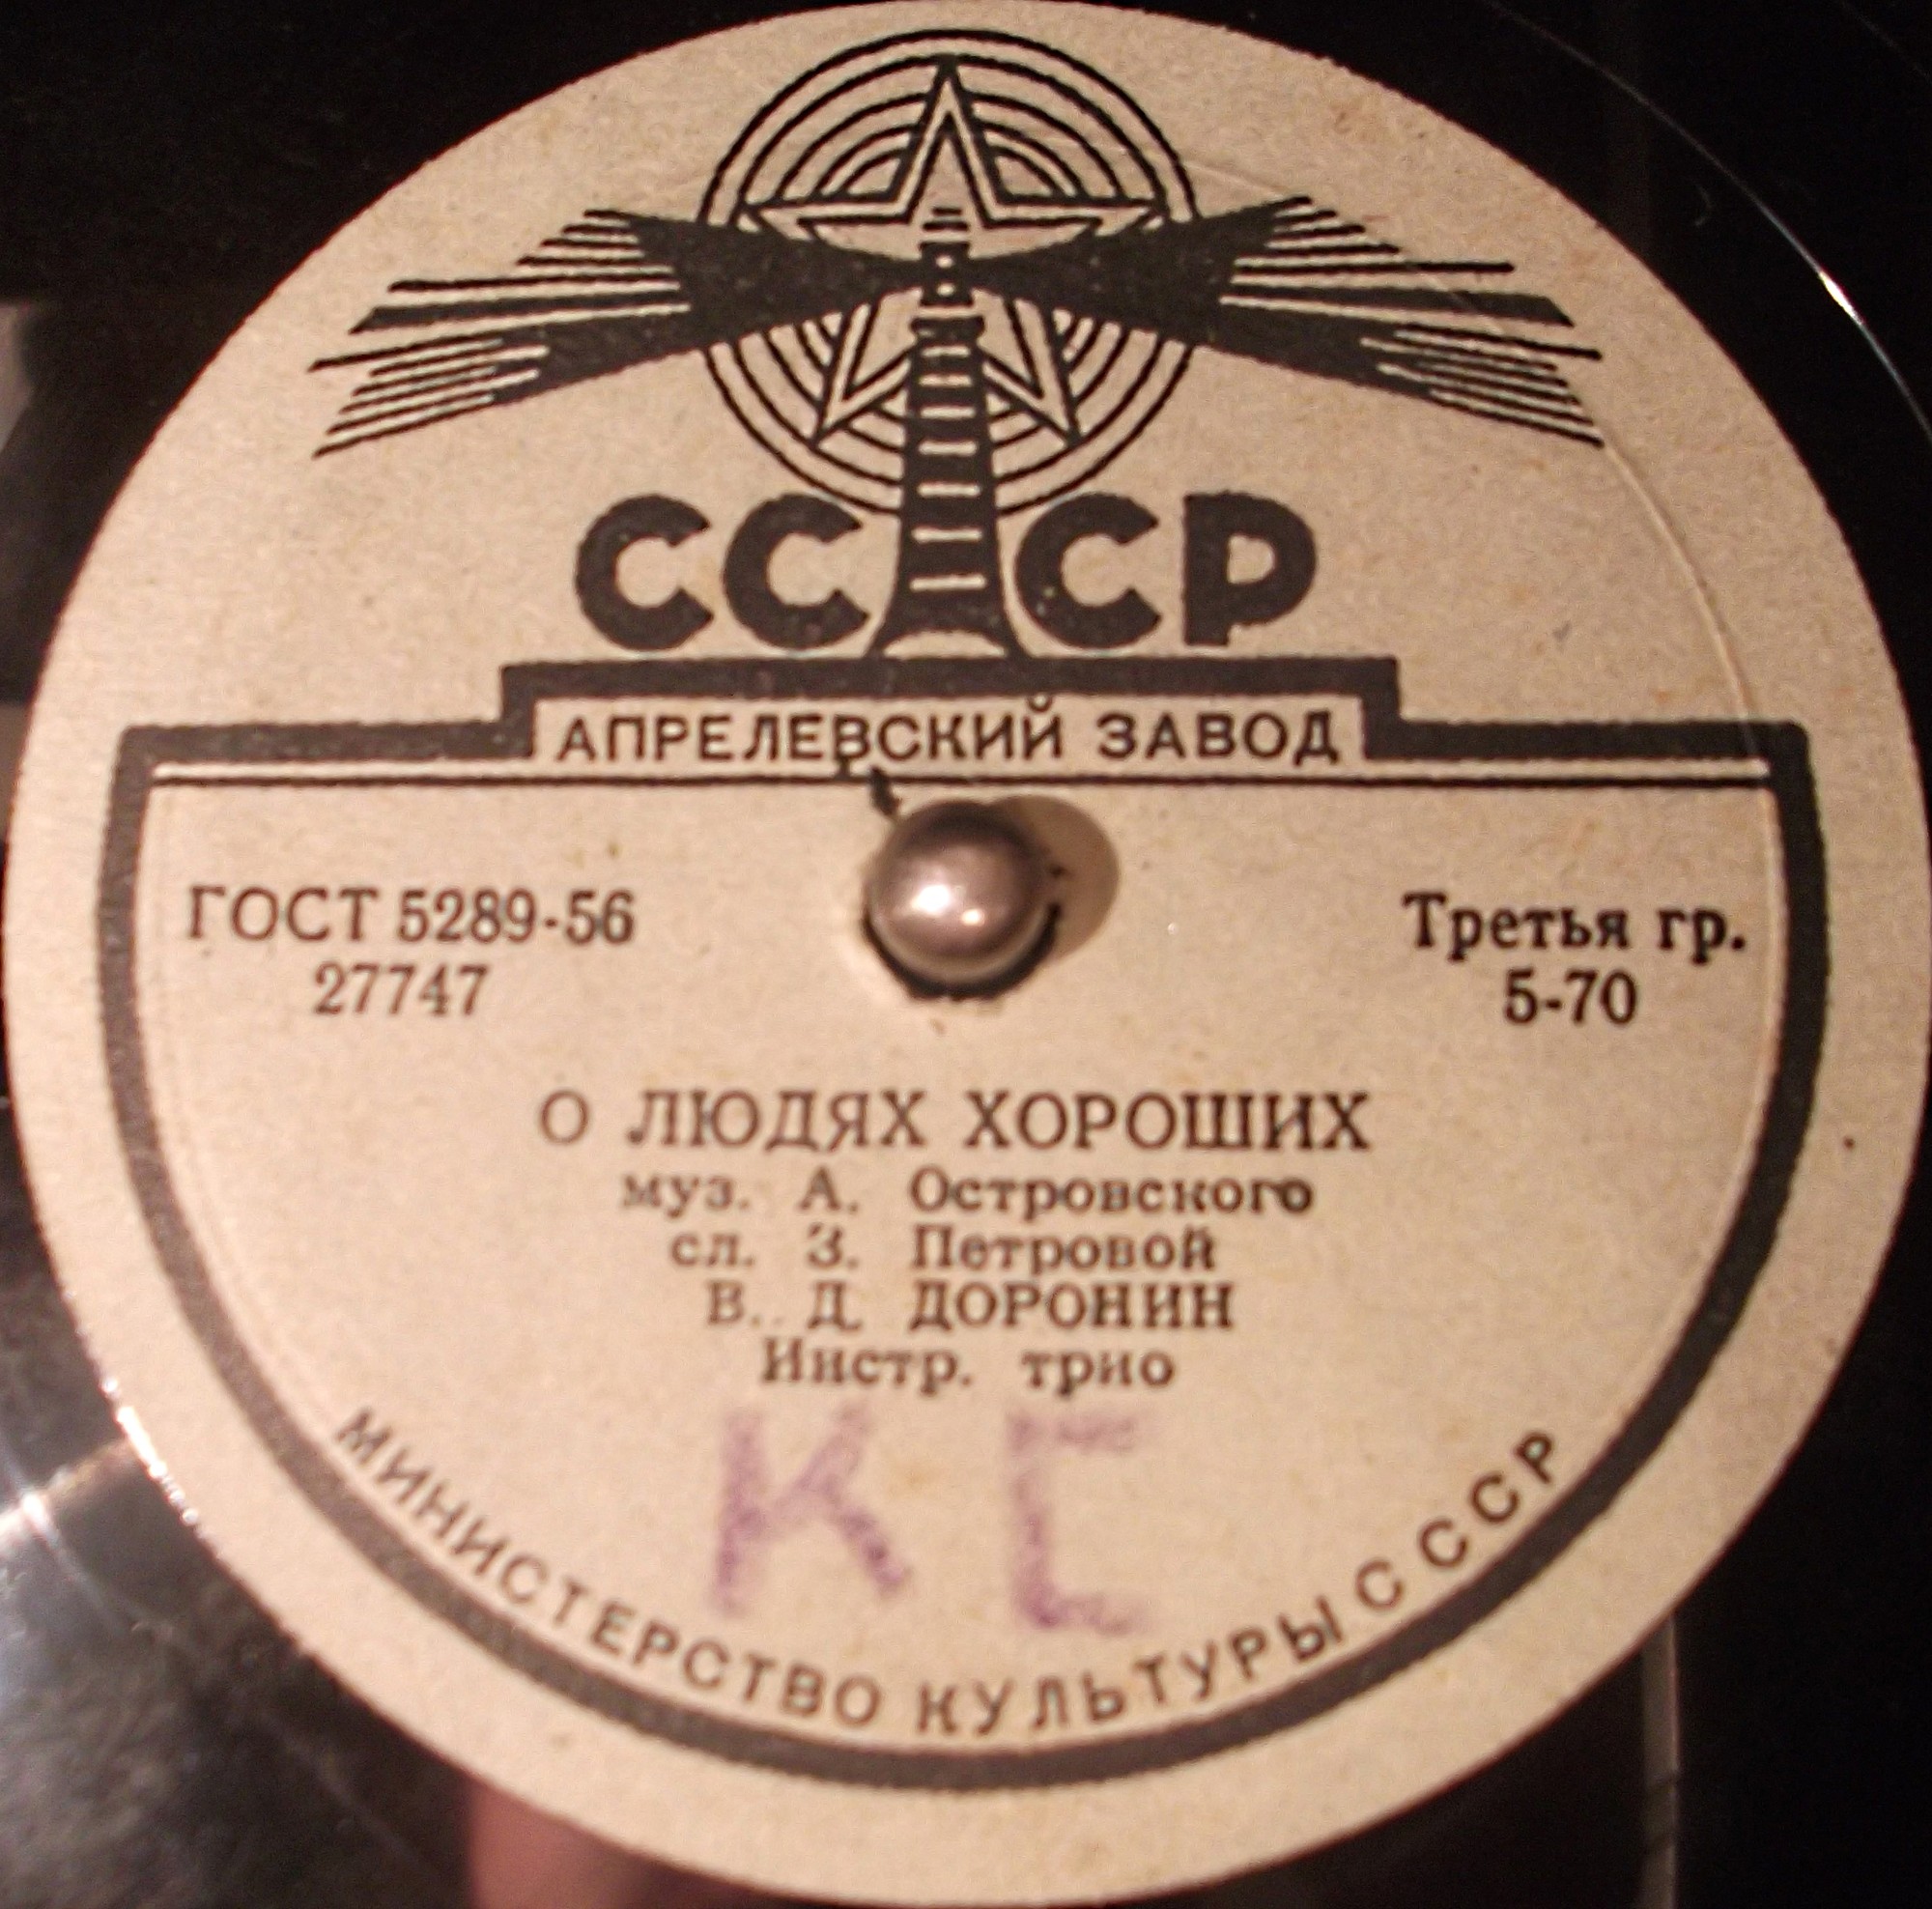 СССР
АПРЕЛЕВСКИЙ ЗАВОД
ГОСТ 5289-56
27747
Третья гр.
5-70
О ЛЮДЯХ ХОРОШИХ
муз. А. Островского
сл. З. Петровой
В. Д. ДОРОНИН
Инстр. трио
МИНИСТЕРСТВО КУЛЬТУРЫ СССР